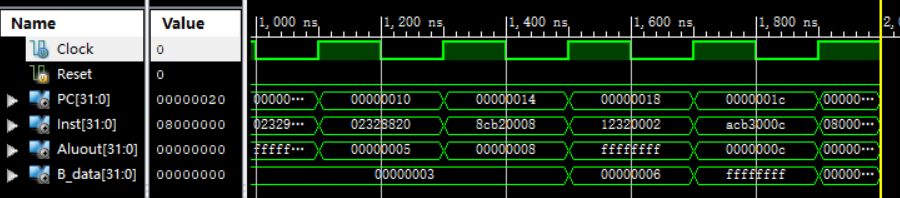 Name Value 1,000 ns 1,200 ns 1,400 ns 1,600 ns 1,800 ns 2,
Clock 0
Reset 0
PC[31:0] 00000020 00000··· 00000010 00000014 00000018 0000001c 00000···
Inst[31:0] 08000000 02329··· 02328820 8cb20008 12320002 acb3000c 08000···
Aluout[31:0] 00000000 fffff··· 00000005 00000008 ffffffff 0000000c 00000···
B_data[31:0] 00000000 00000003 00000006 ffffffff 00000···